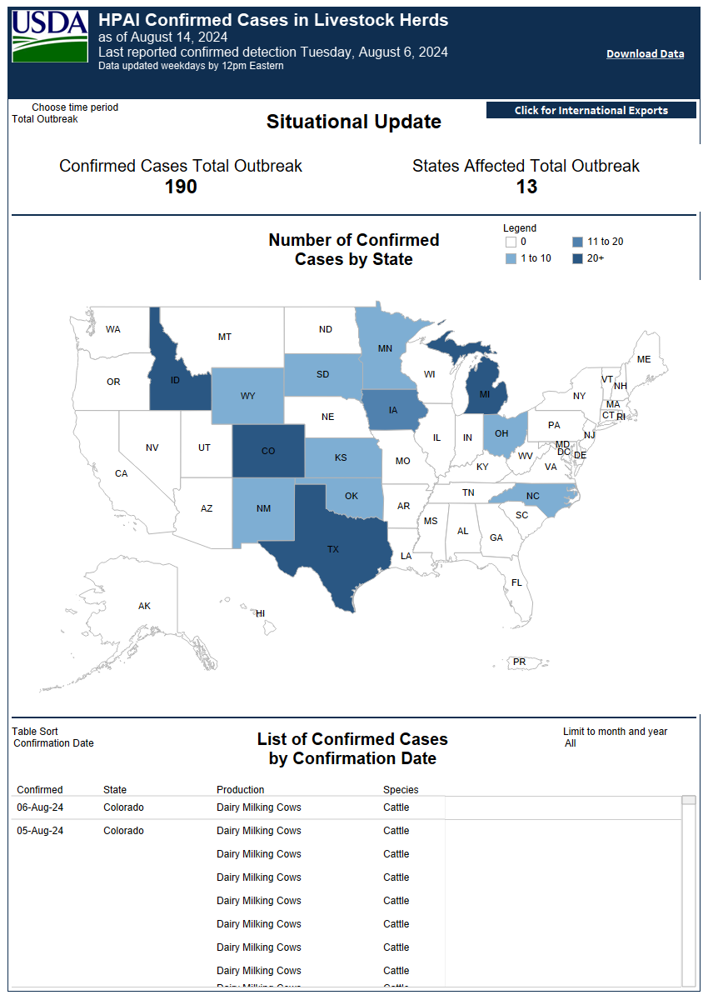 USDA
HPAI Confirmed Cases in Livestock Herds
as of August 14, 2024
Last reported confirmed detection Tuesday, August 6, 2024
Data updated weekdays by 12pm Eastern
Download Data
Choose time period
Total Outbreak
Situational Update
Click for International Exports
Confirmed Cases Total Outbreak
190
States Affected Total Outbreak
13
Number of Confirmed
Cases by State
Legend
0
11 to 20
1 to 10
20+
WA
MT
ND
MN
ME
OR
ID
WY
SD
WI
MI
VT
NH
NY
MA
CT
RI
NE
IA
NV
UT
CO
KS
MO
IL
IN
OH
PA
NJ
MD
DC
DE
WV
VA
KY
CA
AZ
NM
OK
AR
TN
NC
SC
MS
AL
GA
TX
LA
FL
AK
HI
PR
Table Sort
Confirmation Date
List of Confirmed Cases
by Confirmation Date
Limit to month and year
All
Confirmed State Production Species
06-Aug-24 Colorado Dairy Milking Cows Cattle
05-Aug-24 Colorado Dairy Milking Cows Cattle
Dairy Milking Cows Cattle
Dairy Milking Cows Cattle
Dairy Milking Cows Cattle
Dairy Milking Cows Cattle
Dairy Milking Cows Cattle
Dairy Milking Cows Cattle
Dairy Milking Cows Cattle